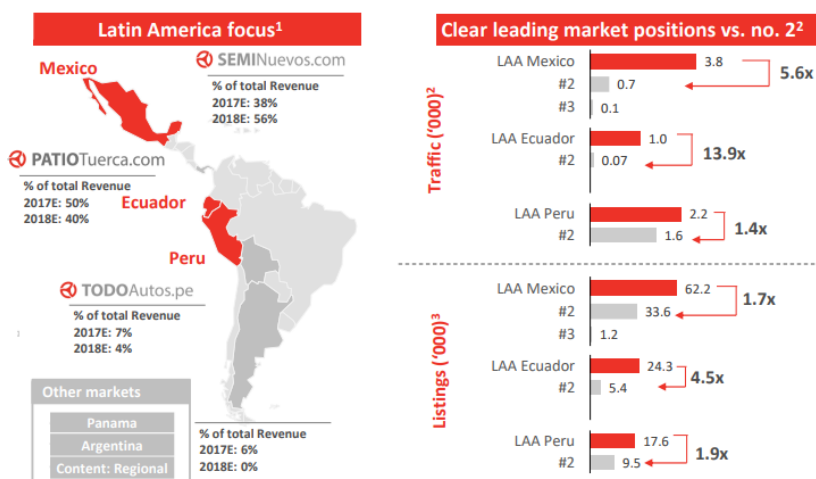 Latin America focus1
SEMINuevos.com
Mexico
% of total Revenue
2017E: 38%
2018E: 56%
PATIOTuerca.com
% of total Revenue
2017E: 50%
2018E: 40%
Ecuador
Peru
TODOAutos.pe
% of total Revenue
2017E: 7%
2018E: 4%
Other markets
Panama
Argentina
Content: Regional
% of total Revenue
2017E: 6%
2018E: 0%
Clear leading market positions vs. no. 2²
Traffic ('000)²
LAA Mexico 3.8
#2 0.7
#3 0.1
5.6x
LAA Ecuador 1.0
#2 0.07
13.9x
LAA Peru 2.2
#2 1.6
1.4x
Listings ('000)³
LAA Mexico 62.2
#2 33.6
#3 1.2
1.7x
LAA Ecuador 24.3
#2 5.4
4.5x
LAA Peru 17.6
#2 9.5
1.9x